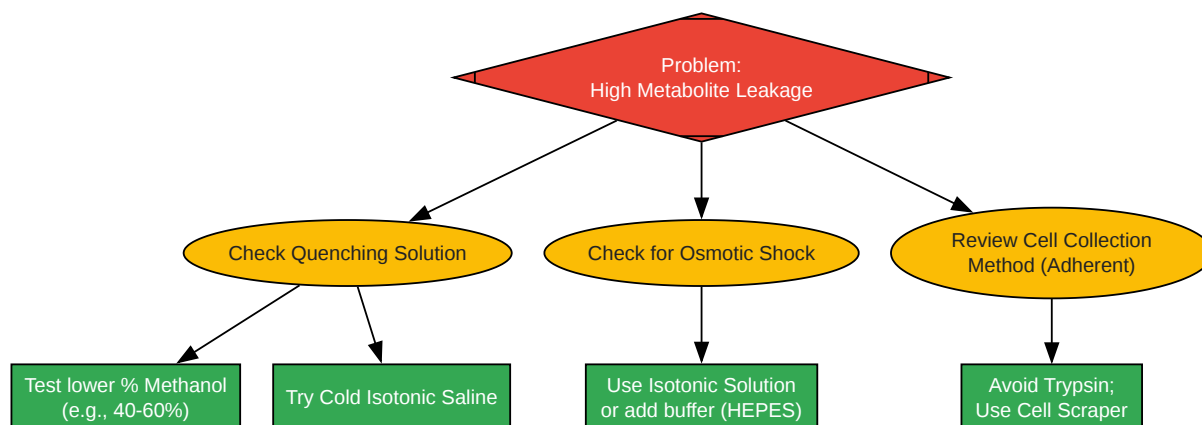 Problem:
High Metabolite Leakage
Check Quenching Solution
Check for Osmotic Shock
Review Cell Collection
Method (Adherent)
Test lower % Methanol
(e.g., 40-60%)
Try Cold Isotonic Saline
Use Isotonic Solution
or add buffer (HEPES)
Avoid Trypsin;
Use Cell Scraper